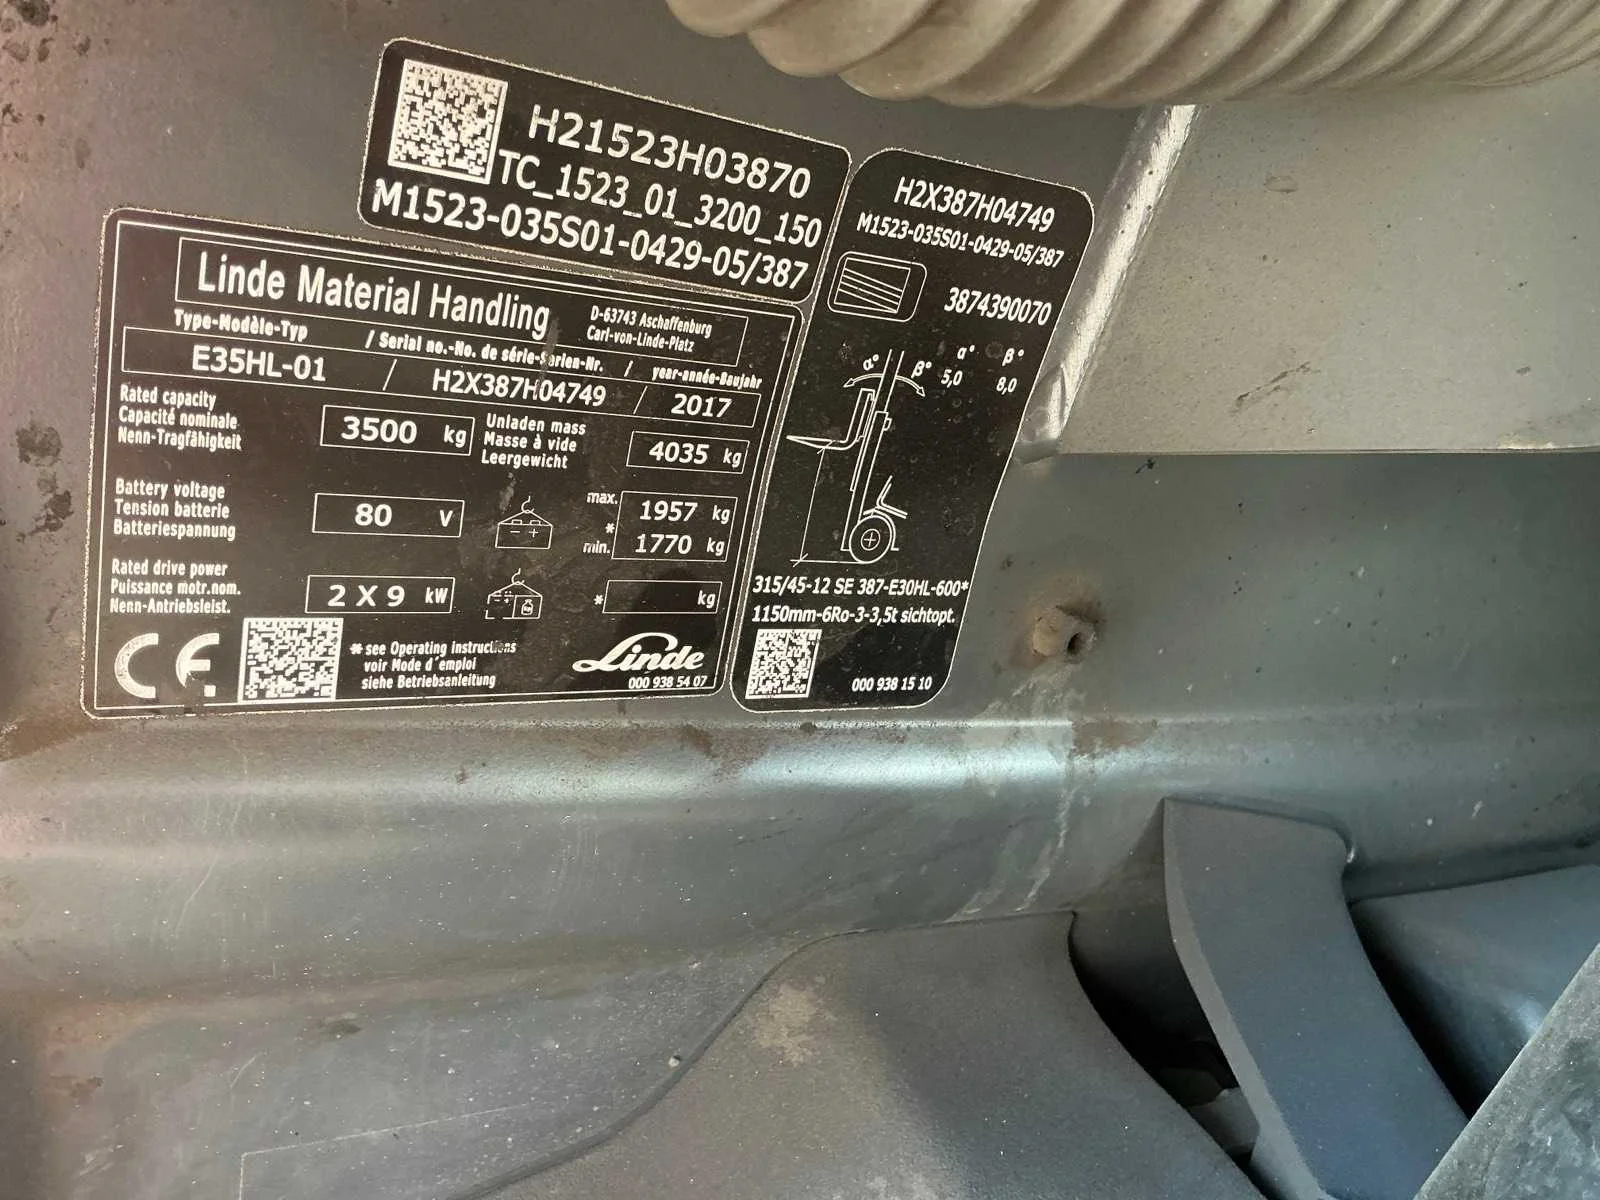 H21523H03870
TC_1523_01_3200_150
M1523-035S01-0429-05/387
Linde Material Handling
D-63743 Aschaffenburg
Carl-von-Linde-Platz
Type-Modèle-Typ / Serial no.-No. de série-Serien-Nr. / year-année-Baujahr
E35HL-01 / H2X387H04749 / 2017
Rated capacity
Capacité nominale
Nenn-Tragfähigkeit
3500 kg
Unladen mass
Masse à vide
Leergewicht
4035 kg
Battery voltage
Tension batterie
Batteriespannung
80 V
- +
max. 1957 kg
*
min. 1770 kg
Rated drive power
Puissance motr.nom.
Nenn-Antriebsleist.
2 X 9 kW
- +
kg
* kg
CE
* see Operating instructions
voir Mode d'emploi
siehe Betriebsanleitung
Linde
000 938 54 07
H2X387H04749
M1523-035S01-0429-05/387
3874390070
α° β°
α° β°
5,0 8,0
315/45-12 SE 387-E30HL-600*
1150mm-6Ro-3-3,5t sichtopt.
000 938 15 10